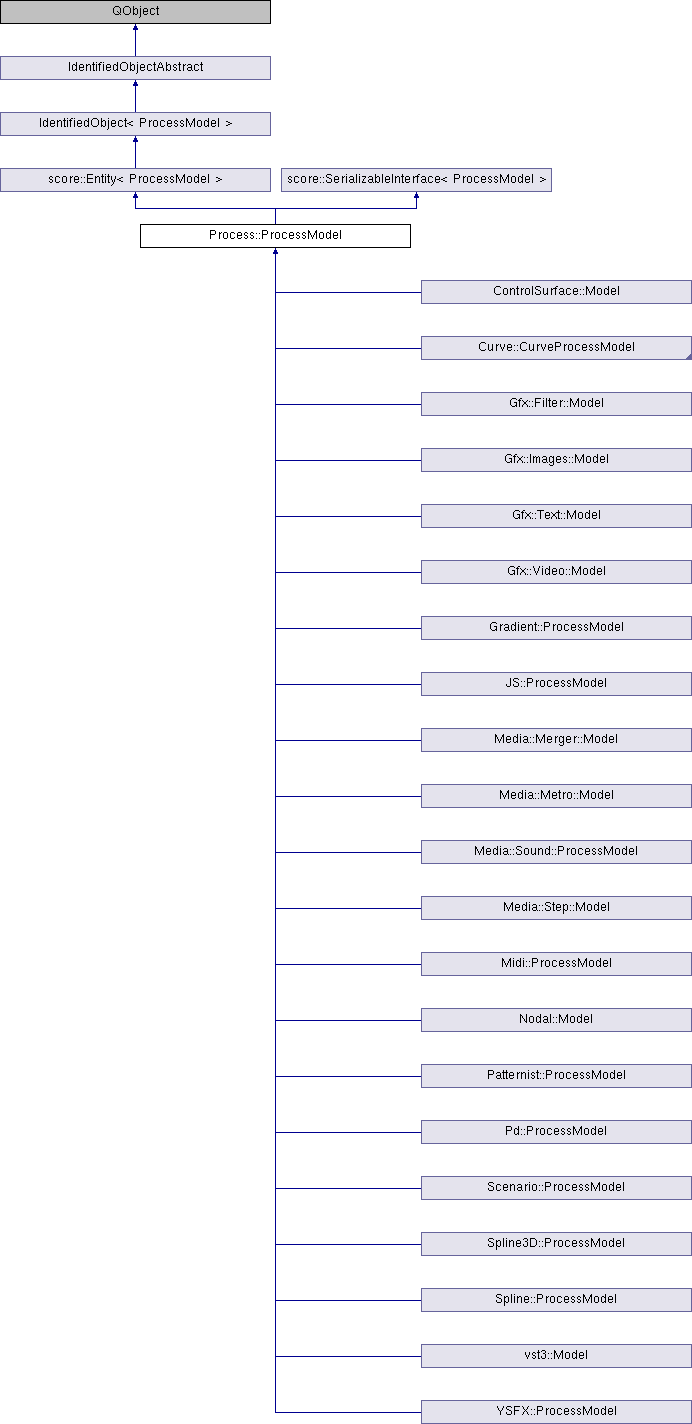 QObject
IdentifiedObjectAbstract
IdentifiedObject< ProcessModel >
score::Entity< ProcessModel >
score::SerializableInterface< ProcessModel >
Process::ProcessModel
ControlSurface::Model
Curve::CurveProcessModel
Gfx::Filter::Model
Gfx::Images::Model
Gfx::Text::Model
Gfx::Video::Model
Gradient::ProcessModel
JS::ProcessModel
Media::Merger::Model
Media::Metro::Model
Media::Sound::ProcessModel
Media::Step::Model
Midi::ProcessModel
Nodal::Model
Patternist::ProcessModel
Pd::ProcessModel
Scenario::ProcessModel
Spline3D::ProcessModel
Spline::ProcessModel
vst3::Model
YSFX::ProcessModel